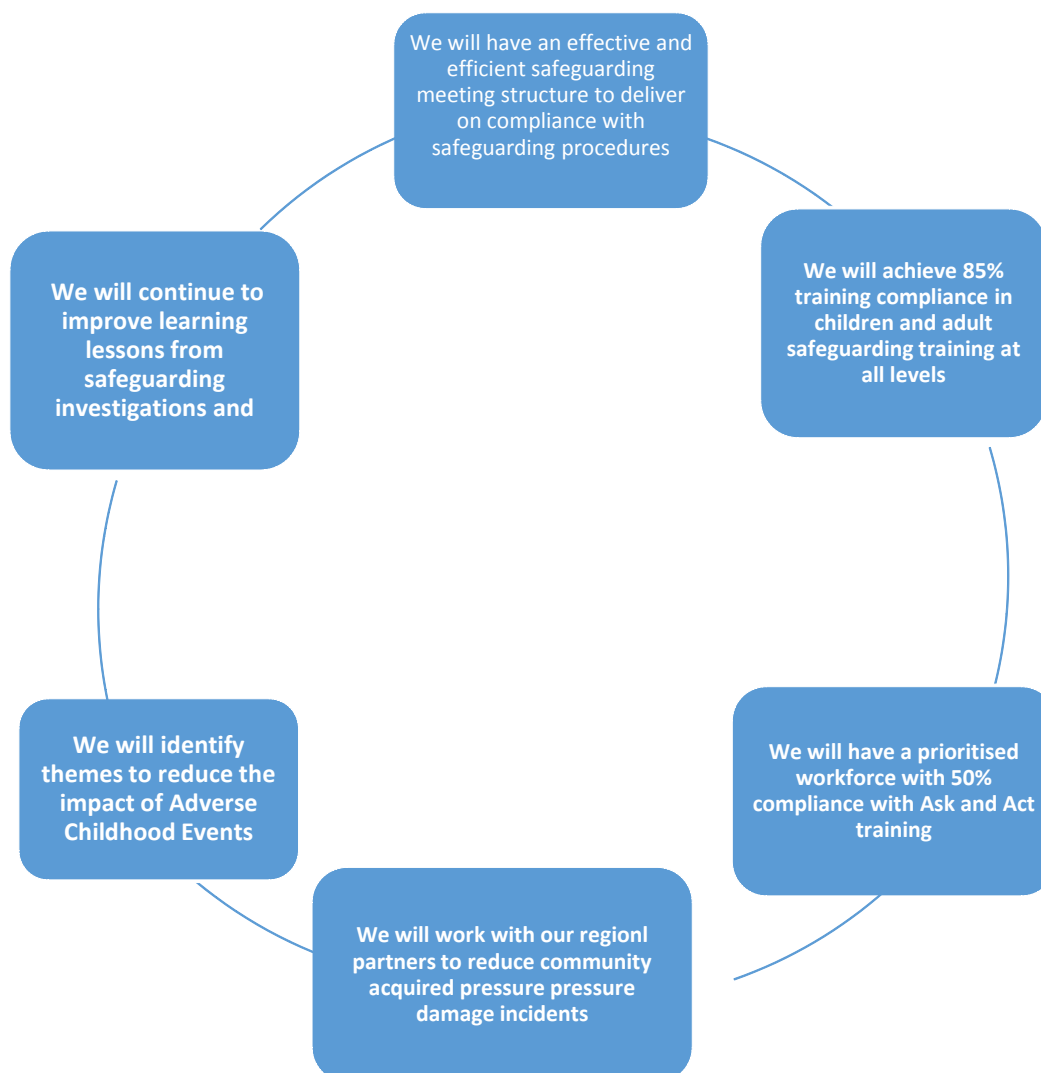 We will have an effective and
efficient safeguarding
meeting structure to deliver
on compliance with
safeguarding procedures
We will achieve 85%
training compliance in
children and adult
safeguarding training at
all levels
We will have a prioritised
workforce with 50%
compliance with Ask and Act
training
We will work with our regionl
partners to reduce community
acquired pressure pressure
damage incidents
We will identify
themes to reduce the
impact of Adverse
Childhood Events
We will continue to
improve learning
lessons from
safeguarding
investigations and